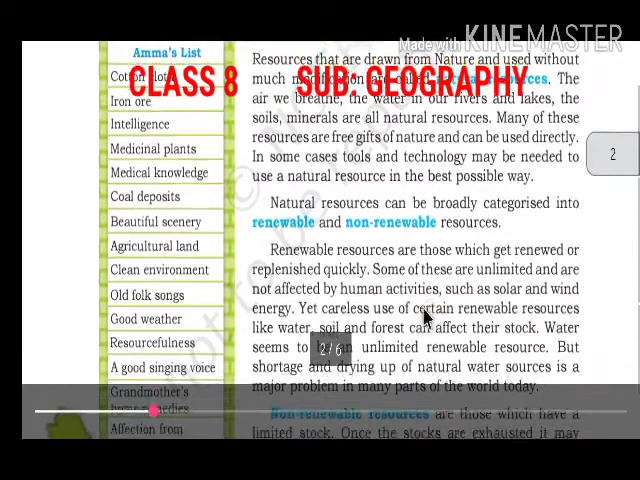 Made with KINEMASTER
Amma's List
Cotton cloth
Iron ore
Intelligence
Medicinal plants
Medical knowledge
Coal deposits
Beautiful scenery
Agricultural land
Clean environment
Old folk songs
Good weather
Resourcefulness
A good singing voice
Grandmother's
home remedies
Affection from
CLASS 8 SUB: GEOGRAPHY
Resources that are drawn from Nature and used without
much modification are called natural resources. The
air we breathe, the water in our rivers and lakes, the
soils, minerals are all natural resources. Many of these
resources are free gifts of nature and can be used directly.
In some cases tools and technology may be needed to
use a natural resource in the best possible way.
Natural resources can be broadly categorised into
renewable and non-renewable resources.
Renewable resources are those which get renewed or
replenished quickly. Some of these are unlimited and are
not affected by human activities, such as solar and wind
energy. Yet careless use of certain renewable resources
like water, soil and forest can affect their stock. Water
seems to be an unlimited renewable resource. But
shortage and drying up of natural water sources is a
major problem in many parts of the world today.
Non-renewable resources are those which have a
limited stock. Once the stocks are exhausted it may
2
2 / 6